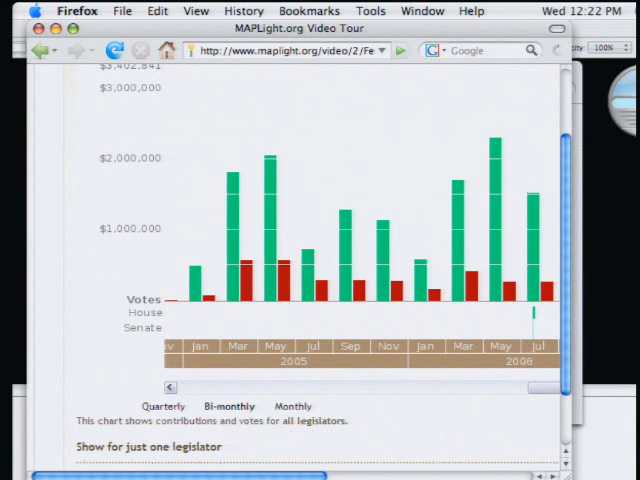 Firefox File Edit View History Bookmarks Tools Window Help Wed 12:22 PM
MAPLight.org Video Tour
http://www.maplight.org/video/2/Fe Google
city: 100%
$3,402,841
$3,000,000
$2,000,000
$1,000,000
Votes
House
Senate
ov Jan Mar May Jul Sep Nov Jan Mar May Jul
2005 2006
Quarterly Bi-monthly Monthly
This chart shows contributions and votes for all legislators.
Show for just one legislator